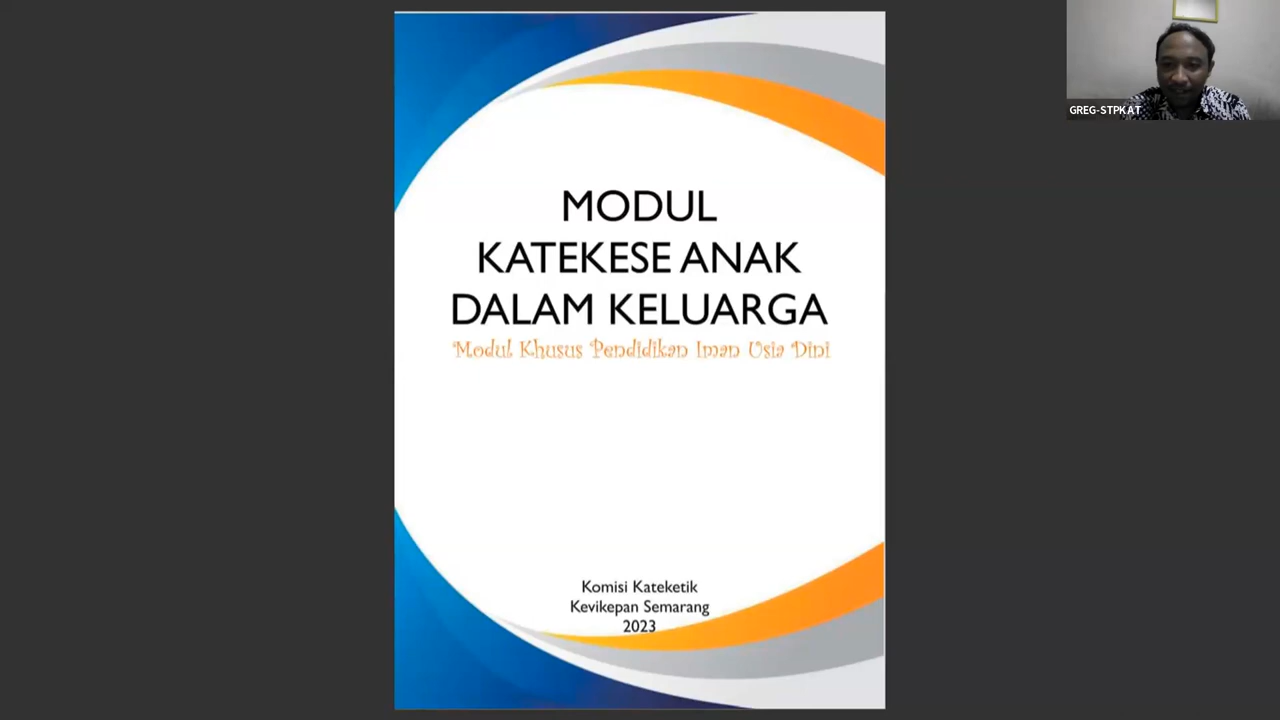 MODUL
KATEKESE ANAK
DALAM KELUARGA
Modul Khusus Pendidikan Iman Usia Dini
Komisi Kateketik
Kevikepan Semarang
2023
GREG-STPKAT